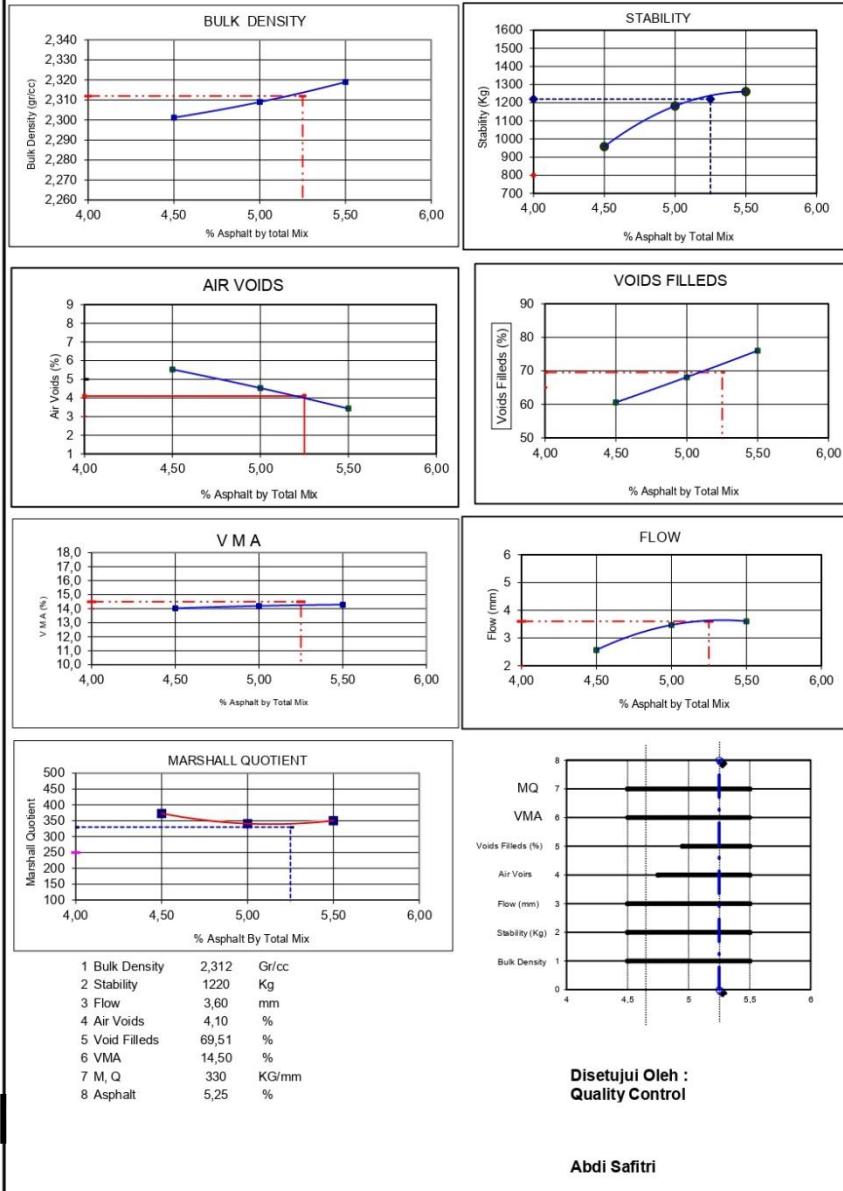 BULK DENSITY
Bulk Density (gr/cc)
2,340
2,330
2,320
2,310
2,300
2,290
2,280
2,270
2,260
4,00 4,50 5,00 5,50 6,00
% Asphalt by total Mix
STABILITY
Stability (Kg)
1600
1500
1400
1300
1200
1100
1000
900
800
700
4,00 4,50 5,00 5,50 6,00
% Asphalt by Total Mix
AIR VOIDS
Air Voids (%)
9
8
7
6
5
4
3
2
1
4,00 4,50 5,00 5,50 6,00
% Asphalt by Total Mix
VOIDS FILLEDS
Voids Filleds (%)
90
80
70
60
50
4,00 4,50 5,00 5,50 6,00
% Asphalt by Total Mix
V M A
V M A (%)
18,0
17,0
16,0
15,0
14,0
13,0
12,0
11,0
10,0
4,00 4,50 5,00 5,50 6,00
% Asphalt by Total Mix
FLOW
Flow (mm)
6
5
4
3
2
4,00 4,50 5,00 5,50 6,00
% Asphalt by Total Mix
MARSHALL QUOTIENT
Marshall Quotient
500
450
400
350
300
250
200
150
100
4,00 4,50 5,00 5,50 6,00
% Asphalt By Total Mix
8
MQ 7
VMA 6
Voids Filleds (%) 5
Air Voirs 4
Flow (mm) 3
Stability (Kg) 2
Bulk Density 1
0
4 4,5 5 5,5 6
1 Bulk Density 2,312 Gr/cc
2 Stability 1220 Kg
3 Flow 3,60 mm
4 Air Voids 4,10 %
5 Void Filleds 69,51 %
6 VMA 14,50 %
7 M, Q 330 KG/mm
8 Asphalt 5,25 %
Disetujui Oleh :
Quality Control
Abdi Safitri